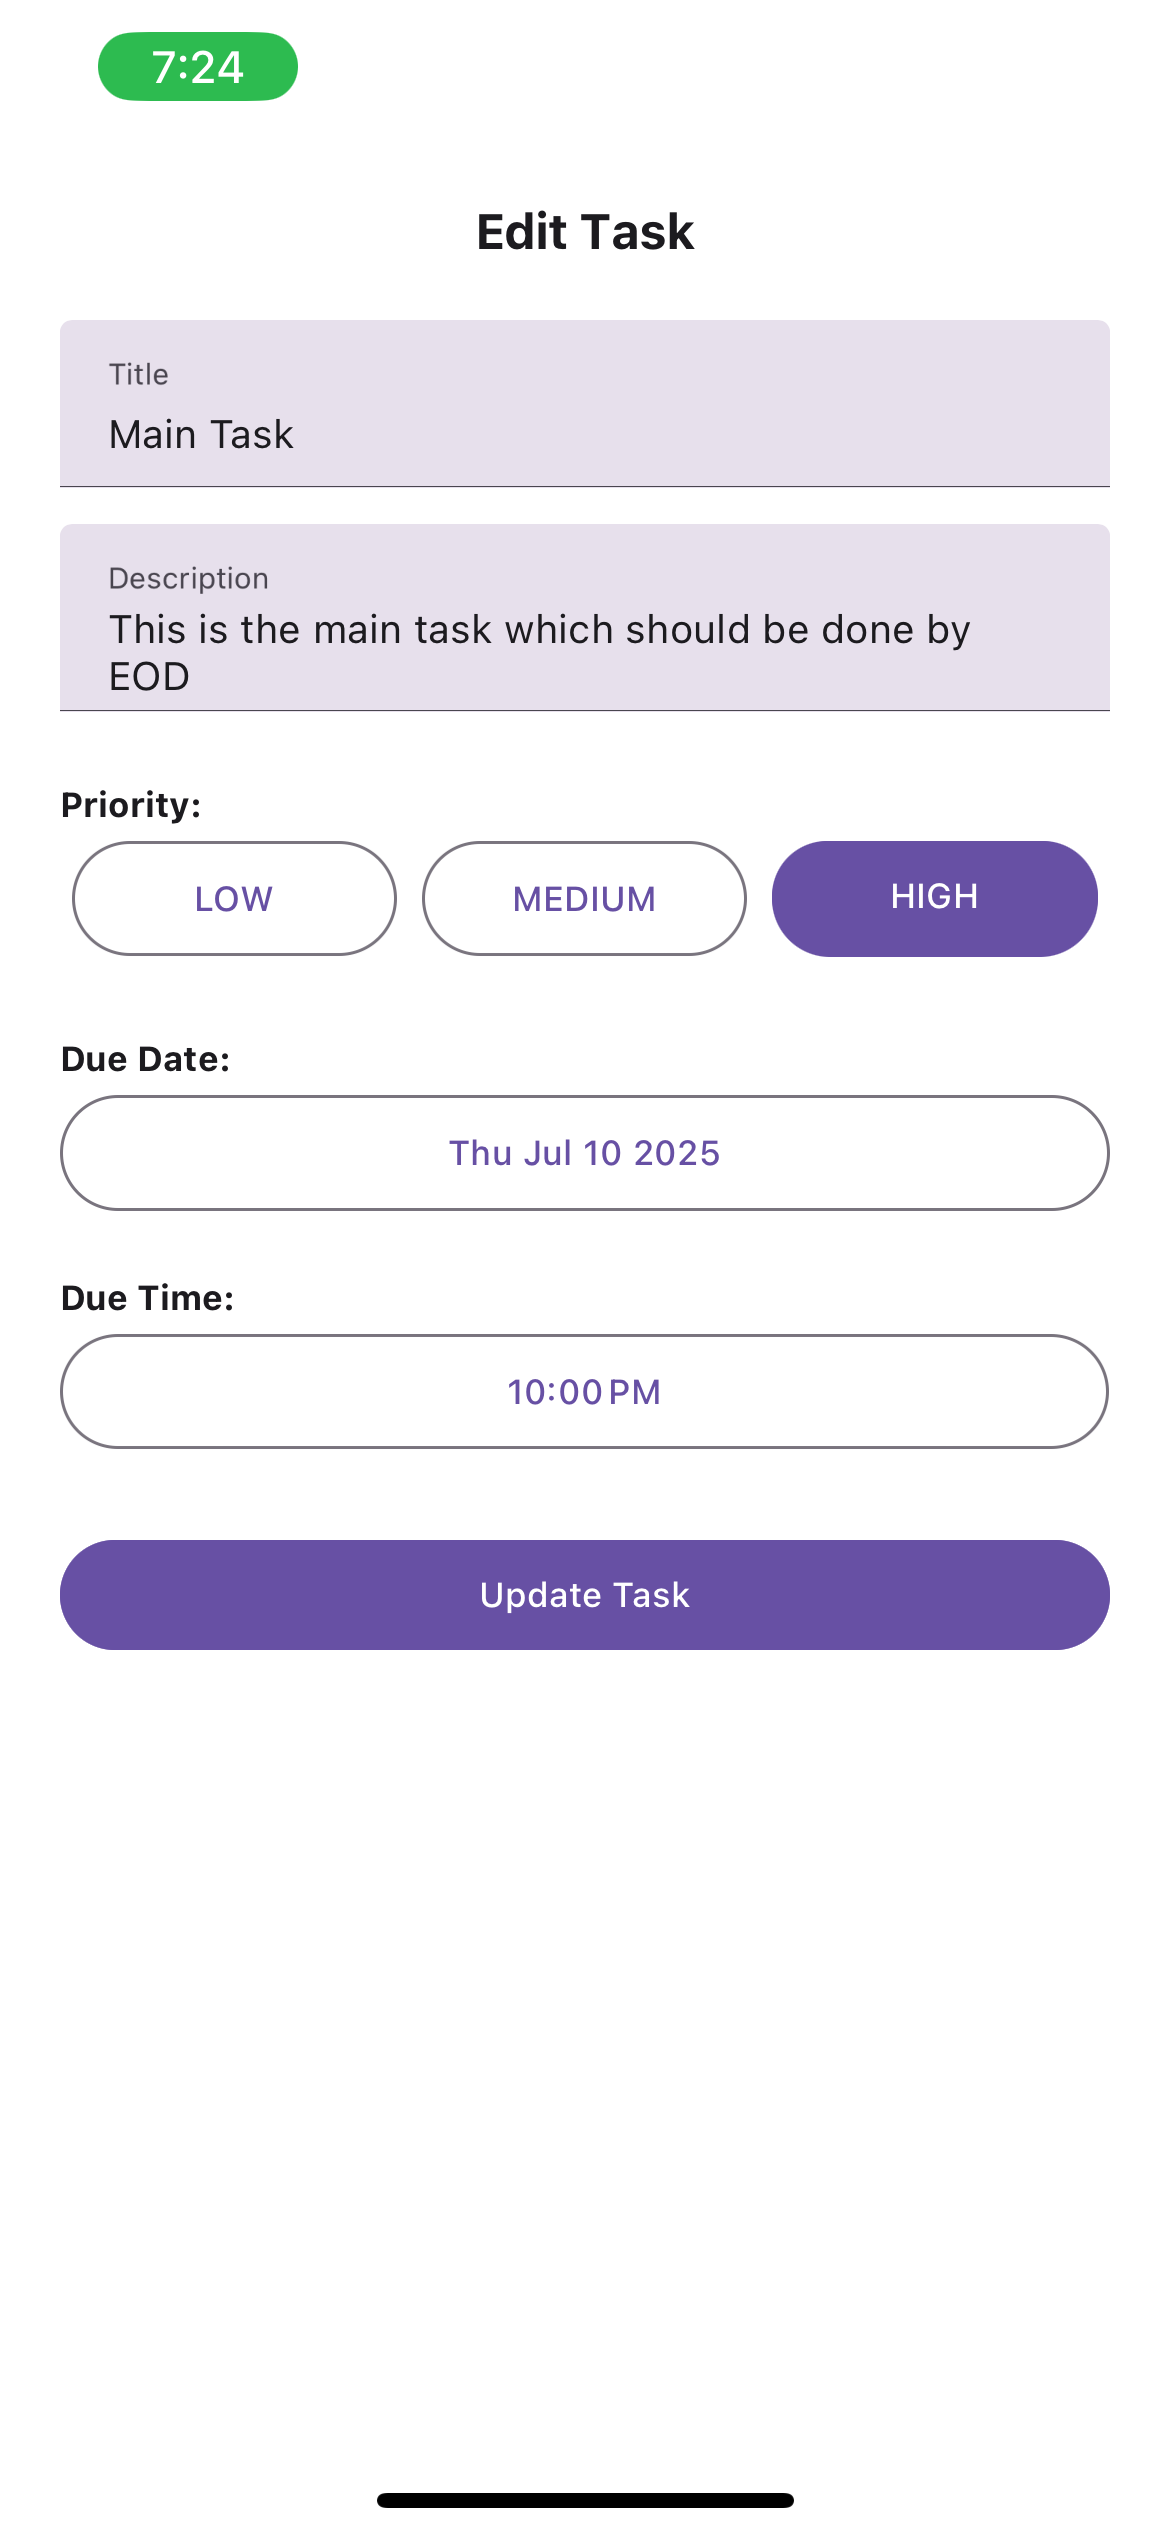 7:24
Edit Task
Title
Main Task
Description
This is the main task which should be done by
EOD
Priority:
LOW
MEDIUM
HIGH
Due Date:
Thu Jul 10 2025
Due Time:
10:00 PM
Update Task